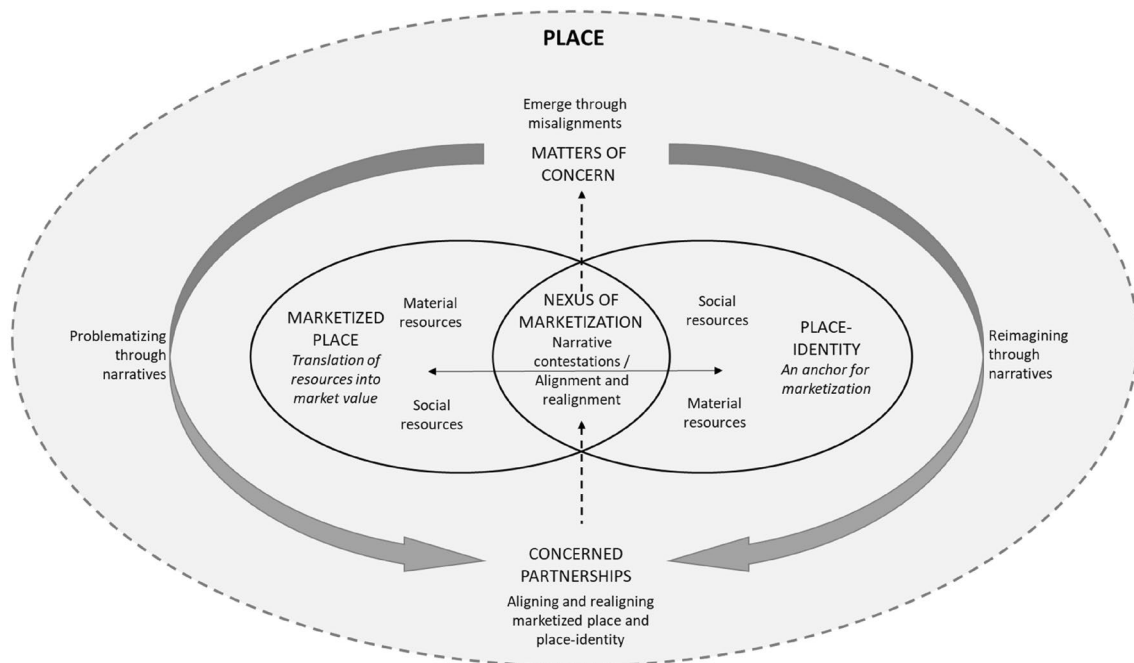 PLACE
Emerge through
misalignments
MATTERS OF
CONCERN
Problematizing
through
narratives
MARKETIZED
PLACE
Translation of
resources into
market value
Material
resources
Social
resources
NEXUS OF
MARKETIZATION
Narrative
contestations /
Alignment and
realignment
Social
resources
Material
resources
PLACE-
IDENTITY
An anchor for
marketization
Reimagining
through
narratives
CONCERNED
PARTNERSHIPS
Aligning and realigning
marketized place and
place-identity